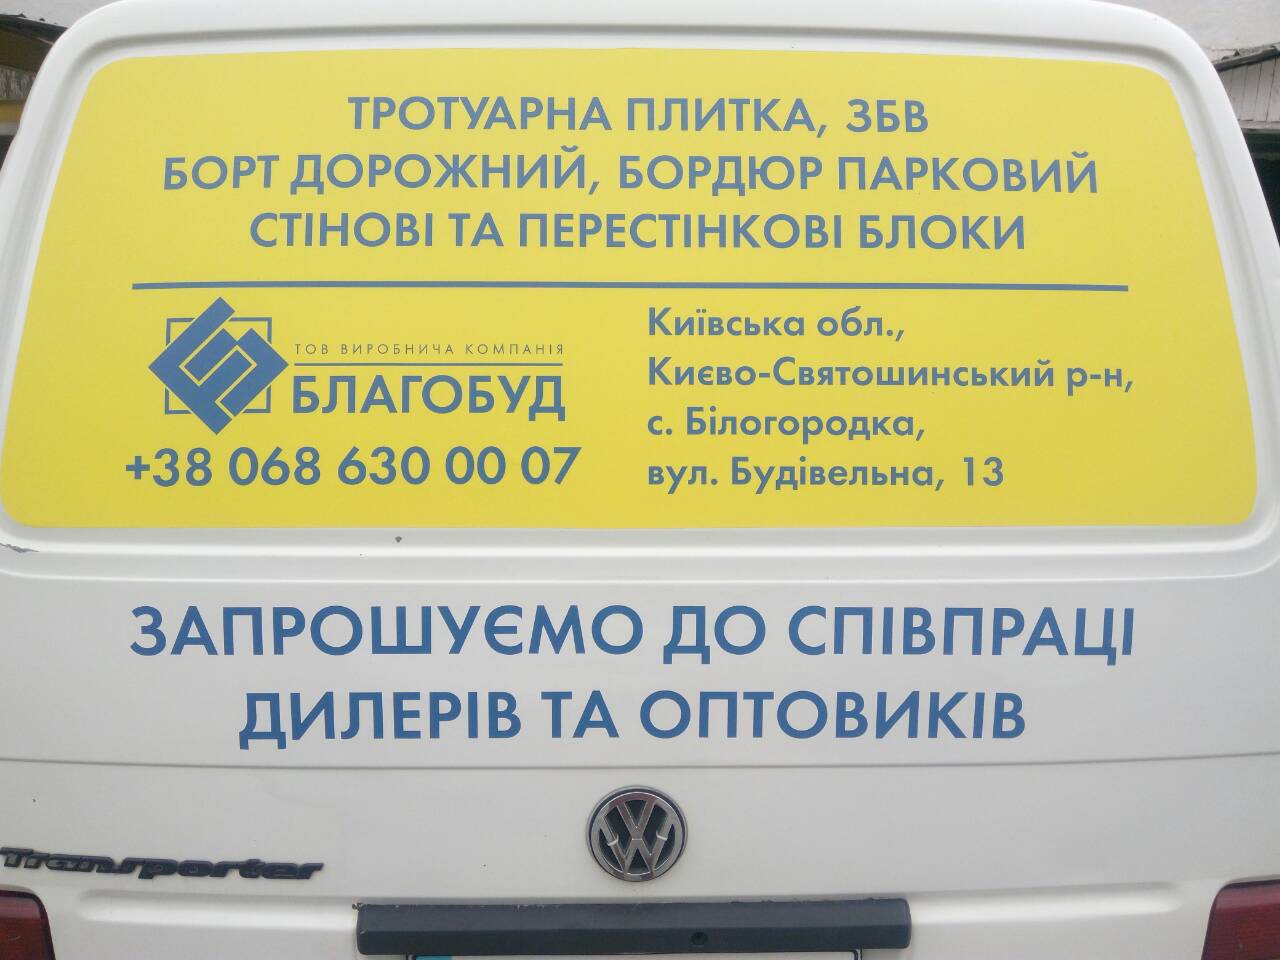 ТРОТУАРНА ПЛИТКА, ЗБВ
БОРТ ДОРОЖНИЙ, БОРДЮР ПАРКОВИЙ
СТІНОВІ ТА ПЕРЕСТІНКОВІ БЛОКИ
ТОВ ВИРОБНИЧА КОМПАНІЯ
БЛАГОБУД
+38 068 630 00 07
Київська обл.,
Києво-Святошинський р-н,
с. Білогородка,
вул. Будівельна, 13
ЗАПРОШУЄМО ДО СПІВПРАЦІ
ДИЛЕРІВ ТА ОПТОВИКІВ
Transporter